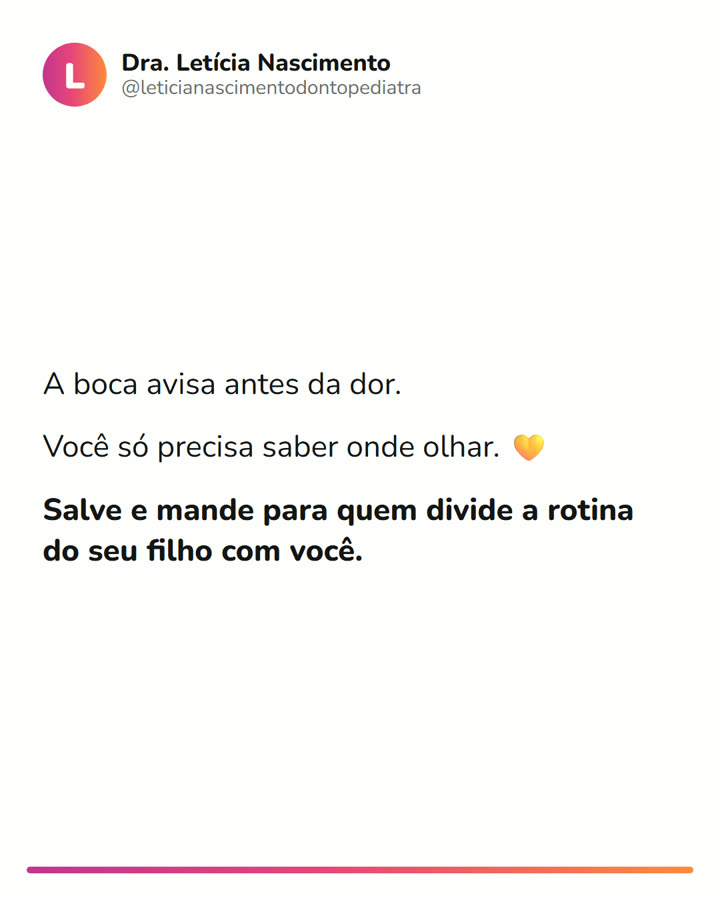 L
Dra. Letícia Nascimento
@leticianascimentodontopediatra
A boca avisa antes da dor.
Você só precisa saber onde olhar. 💛
Salve e mande para quem divide a rotina
do seu filho com você.